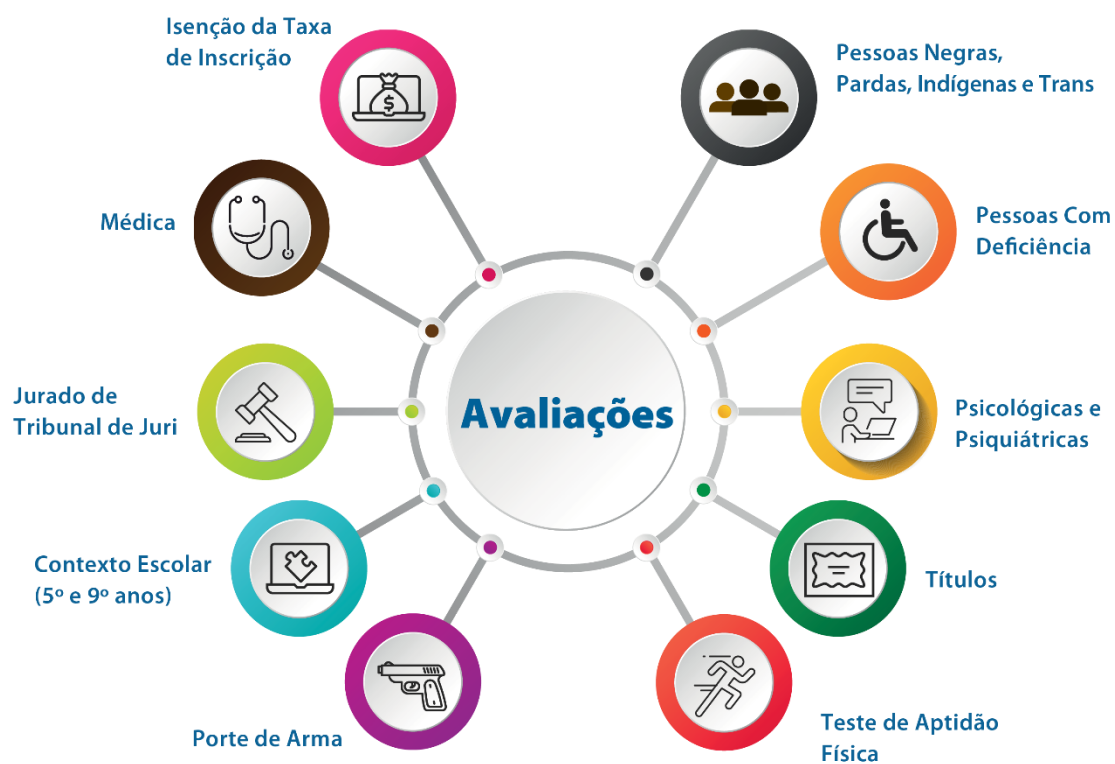 Isenção da Taxa
de Inscrição
Pessoas Negras,
Pardas, Indígenas e Trans
Médica
Pessoas Com
Deficiência
Avaliações
Jurado de
Tribunal de Juri
Psicológicas e
Psiquiátricas
Contexto Escolar
(5º e 9º anos)
Títulos
Porte de Arma
Teste de Aptidão
Física
$